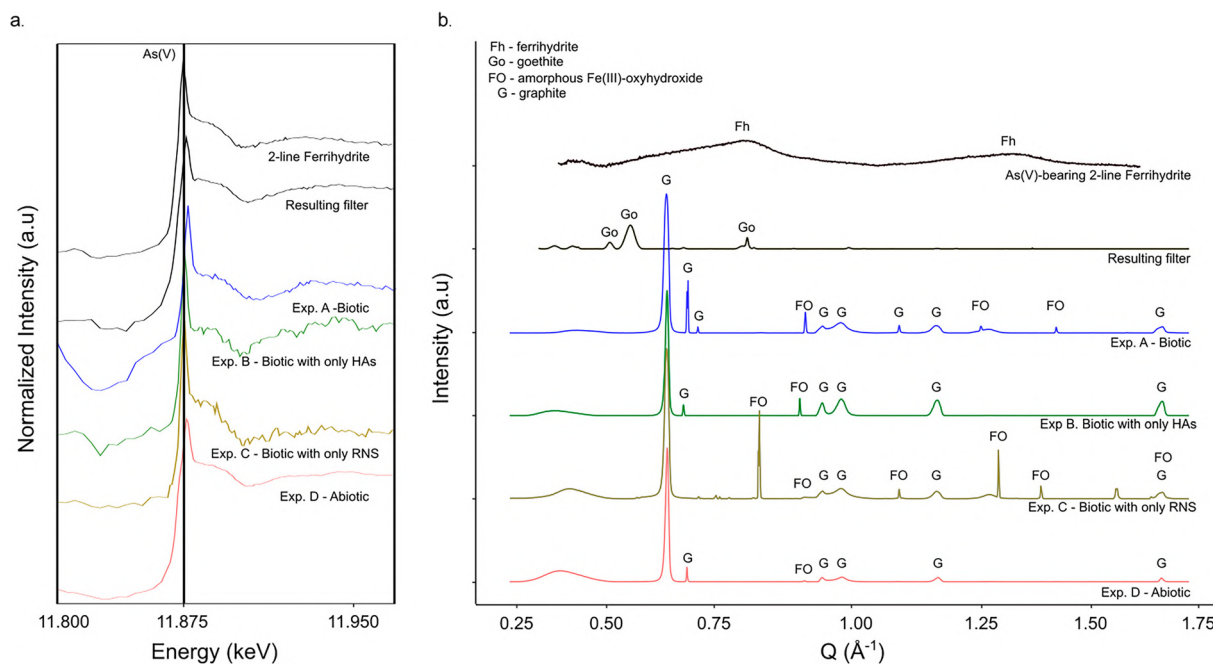 a.
As(V)
2-line Ferrihydrite
Resulting filter
Exp. A -Biotic
Exp. B - Biotic with only HAs
Exp. C - Biotic with only RNS
Exp. D - Abiotic
Normalized Intensity (a.u)
11.800 11.875 11.950
Energy (keV)
b.
Fh - ferrihydrite
Go - goethite
FO - amorphous Fe(III)-oxyhydroxide
G - graphite
Fh Fh
As(V)-bearing 2-line Ferrihydrite
Go Go Go
Resulting filter
G G G FO G G G G FO FO G
Exp. A - Biotic
G FO G G G G
Exp B. Biotic with only HAs
FO FO G G FO G FO FO FO G
Exp. C - Biotic with only RNS
G FO G G G G
Exp. D - Abiotic
Intensity (a.u)
0.25 0.50 0.75 1.00 1.25 1.50 1.75
Q (Å⁻¹)